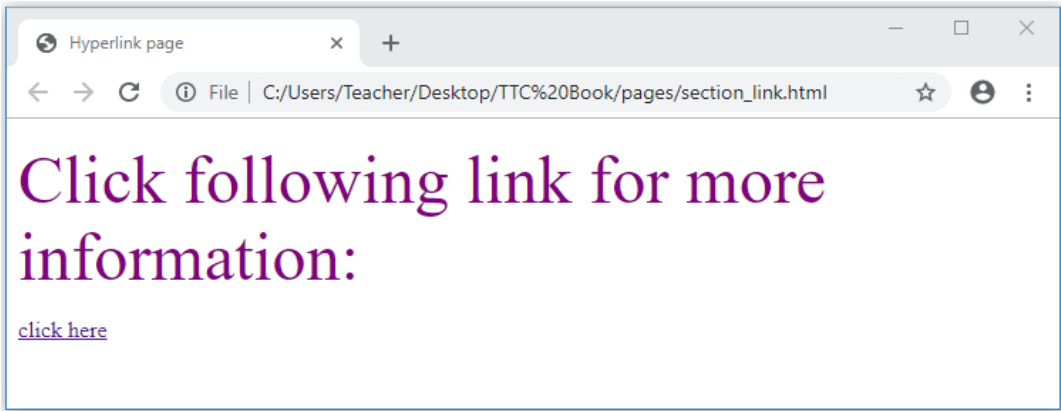 Hyperlink page
File C:/Users/Teacher/Desktop/TTC%20Book/pages/section_link.html
Click following link for more
information:
click here